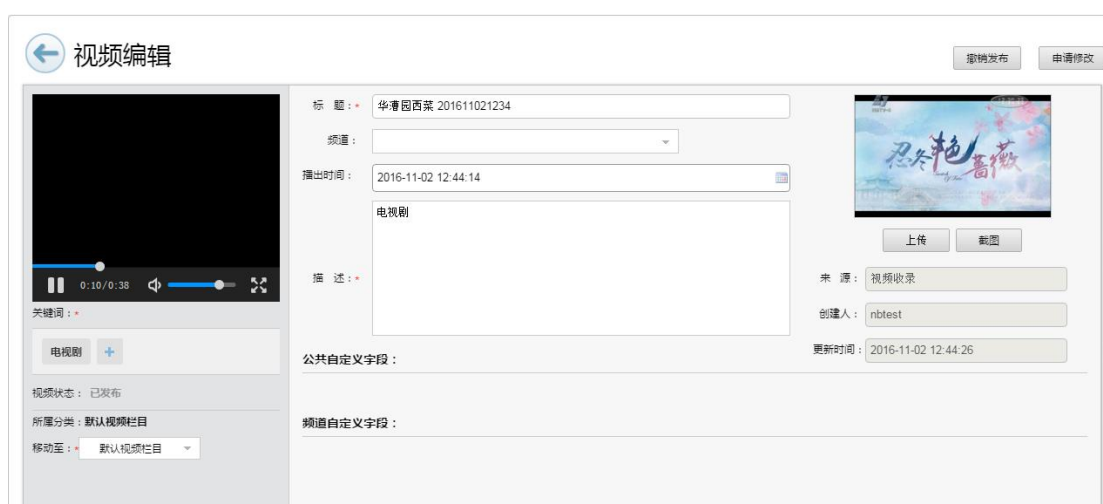 视频编辑
撤销发布
申请修改
标 题：*
华漕园西菜 201611021234
频道：
播出时间：
2016-11-02 12:44:14
描 述：*
电视剧
忍冬艳蔷薇
上传
截图
来 源：
视频收录
创建人：
nbtest
更新时间：
2016-11-02 12:44:26
0:10/0:38
关键词：*
电视剧
+
视频状态： 已发布
所属分类：默认视频栏目
移动至：*
默认视频栏目
公共自定义字段：
频道自定义字段：